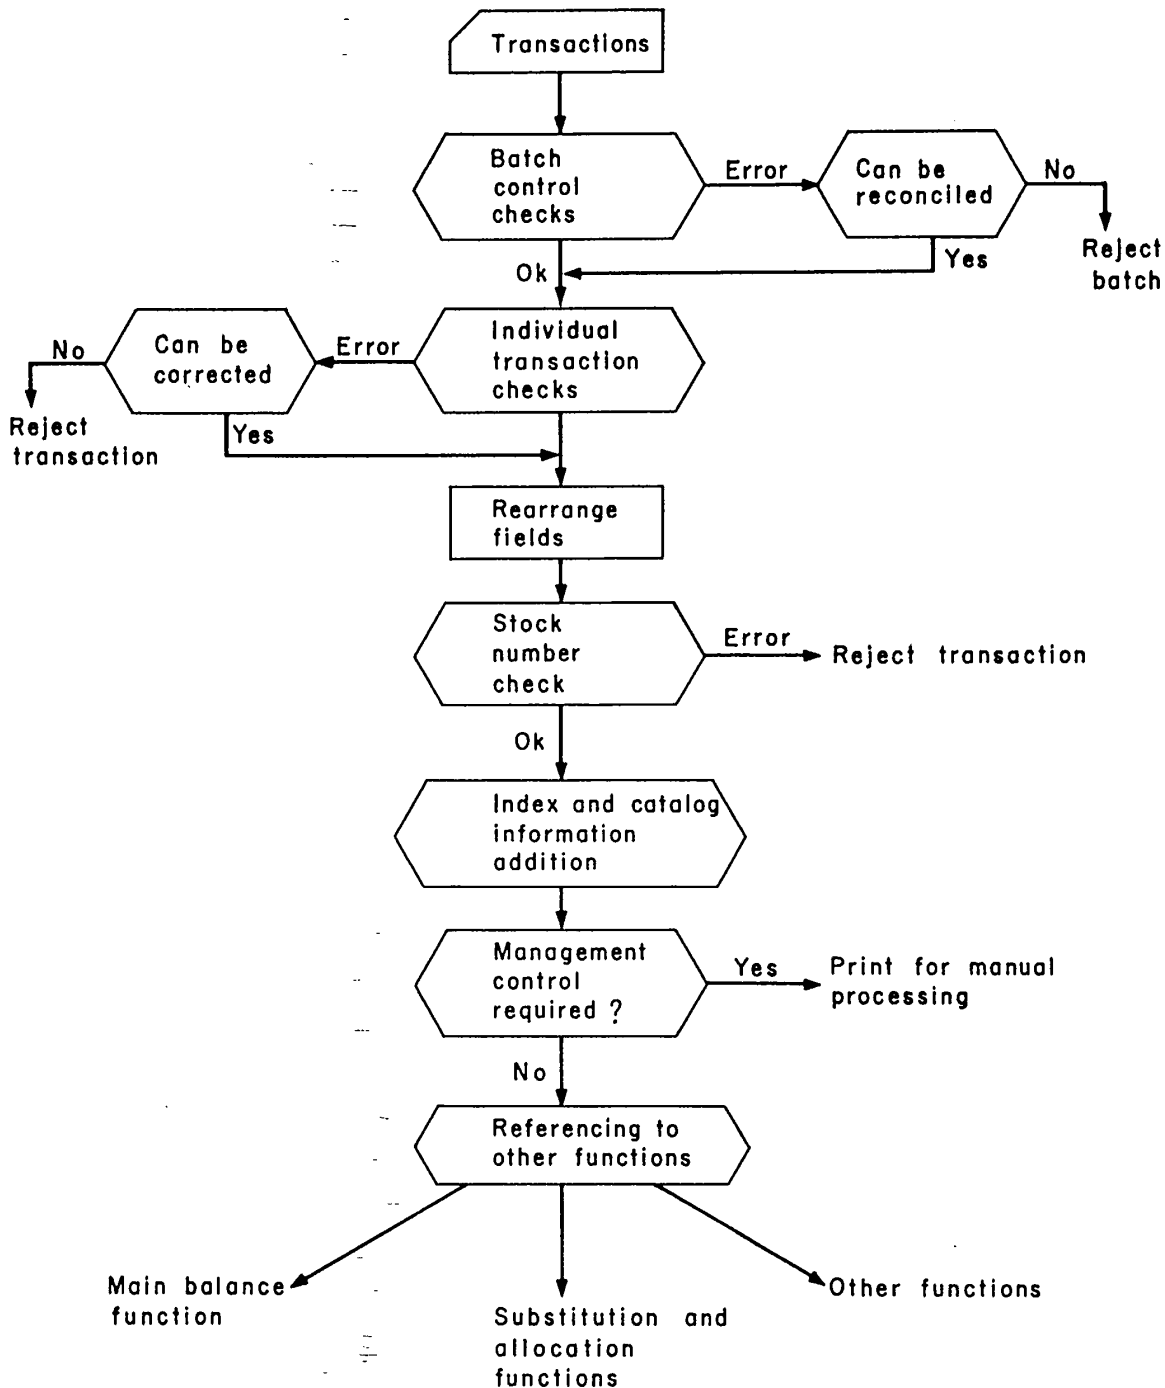 Transactions
Batch
control
checks
Error
Can be
reconciled
No
Reject
batch
Yes
Ok
Individual
transaction
checks
Error
Can be
corrected
No
Reject
transaction
Yes
Rearrange
fields
Stock
number
check
Error
Reject transaction
Ok
Index and catalog
information
addition
Management
control
required ?
Yes
Print for manual
processing
No
Referencing to
other functions
Main balance
function
Substitution and
allocation
functions
Other functions